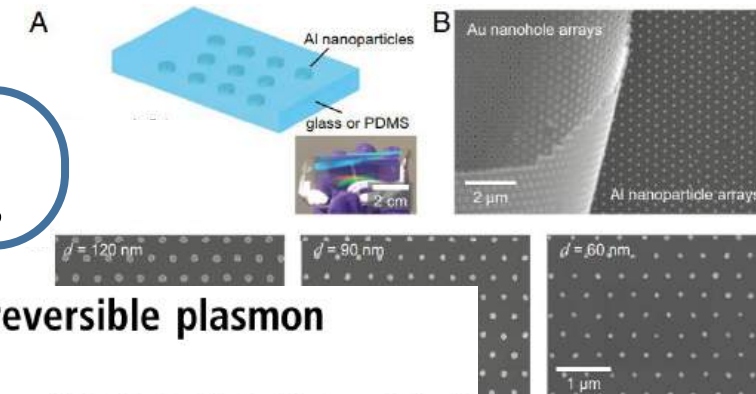 A
Al nanoparticles
glass or PDMS
2 cm
B
Au nanohole arrays
2 μm
Al nanoparticle arrays
d = 120 nm
d = 90 nm
d = 60 nm
1 μm
reversible plasmon